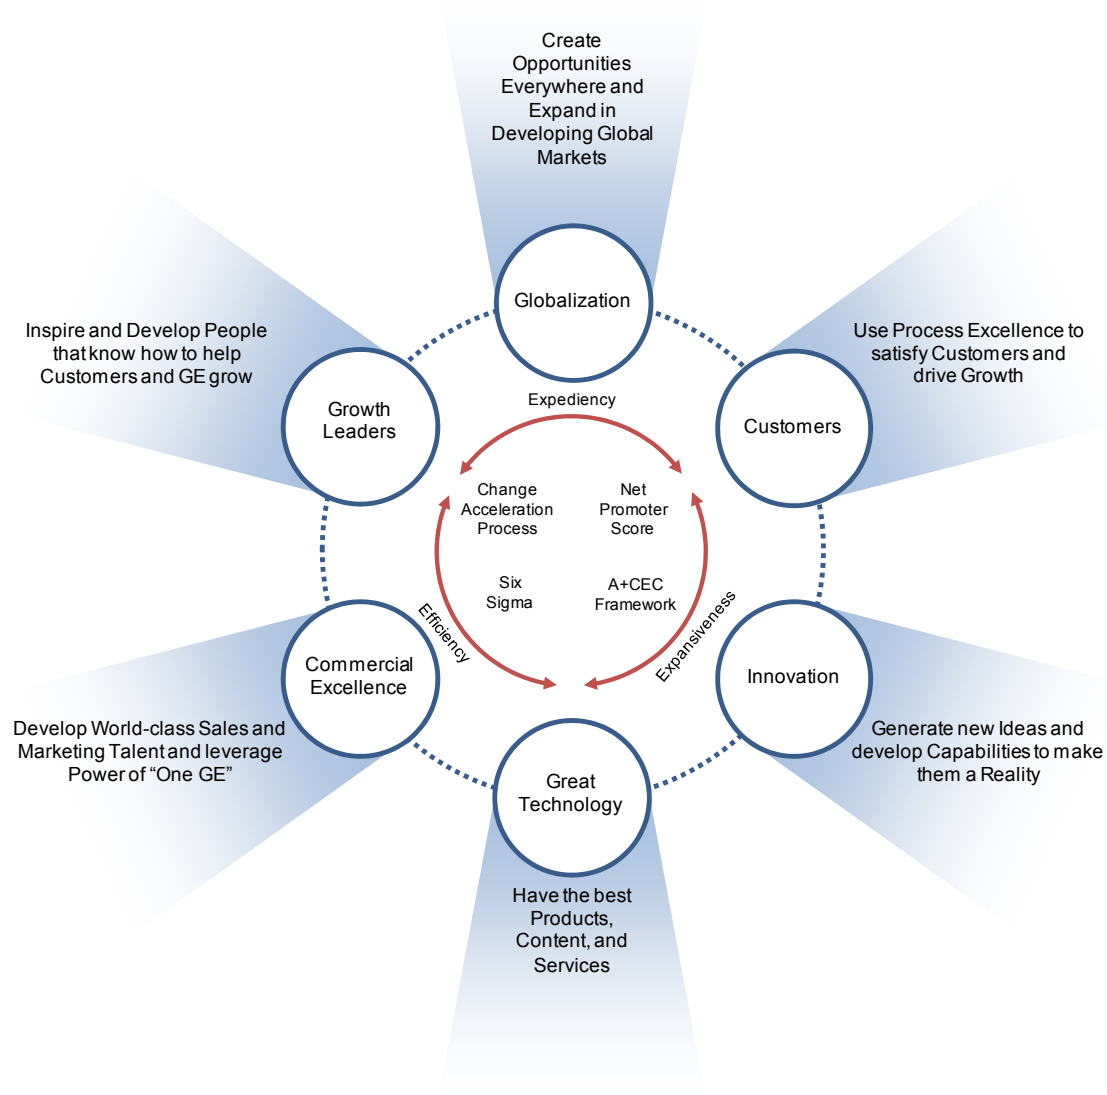 Create
Opportunities
Everywhere and
Expand in
Developing Global
Markets
Globalization
Inspire and Develop People
that know how to help
Customers and GE grow
Growth
Leaders
Use Process Excellence to
satisfy Customers and
drive Growth
Customers
Expediency
Change
Acceleration
Process
Net
Promoter
Score
Six
Sigma
A+CEC
Framework
Efficiency
Expansiveness
Commercial
Excellence
Develop World-class Sales and
Marketing Talent and leverage
Power of “One GE”
Innovation
Generate new Ideas and
develop Capabilities to make
them a Reality
Great
Technology
Have the best
Products,
Content, and
Services